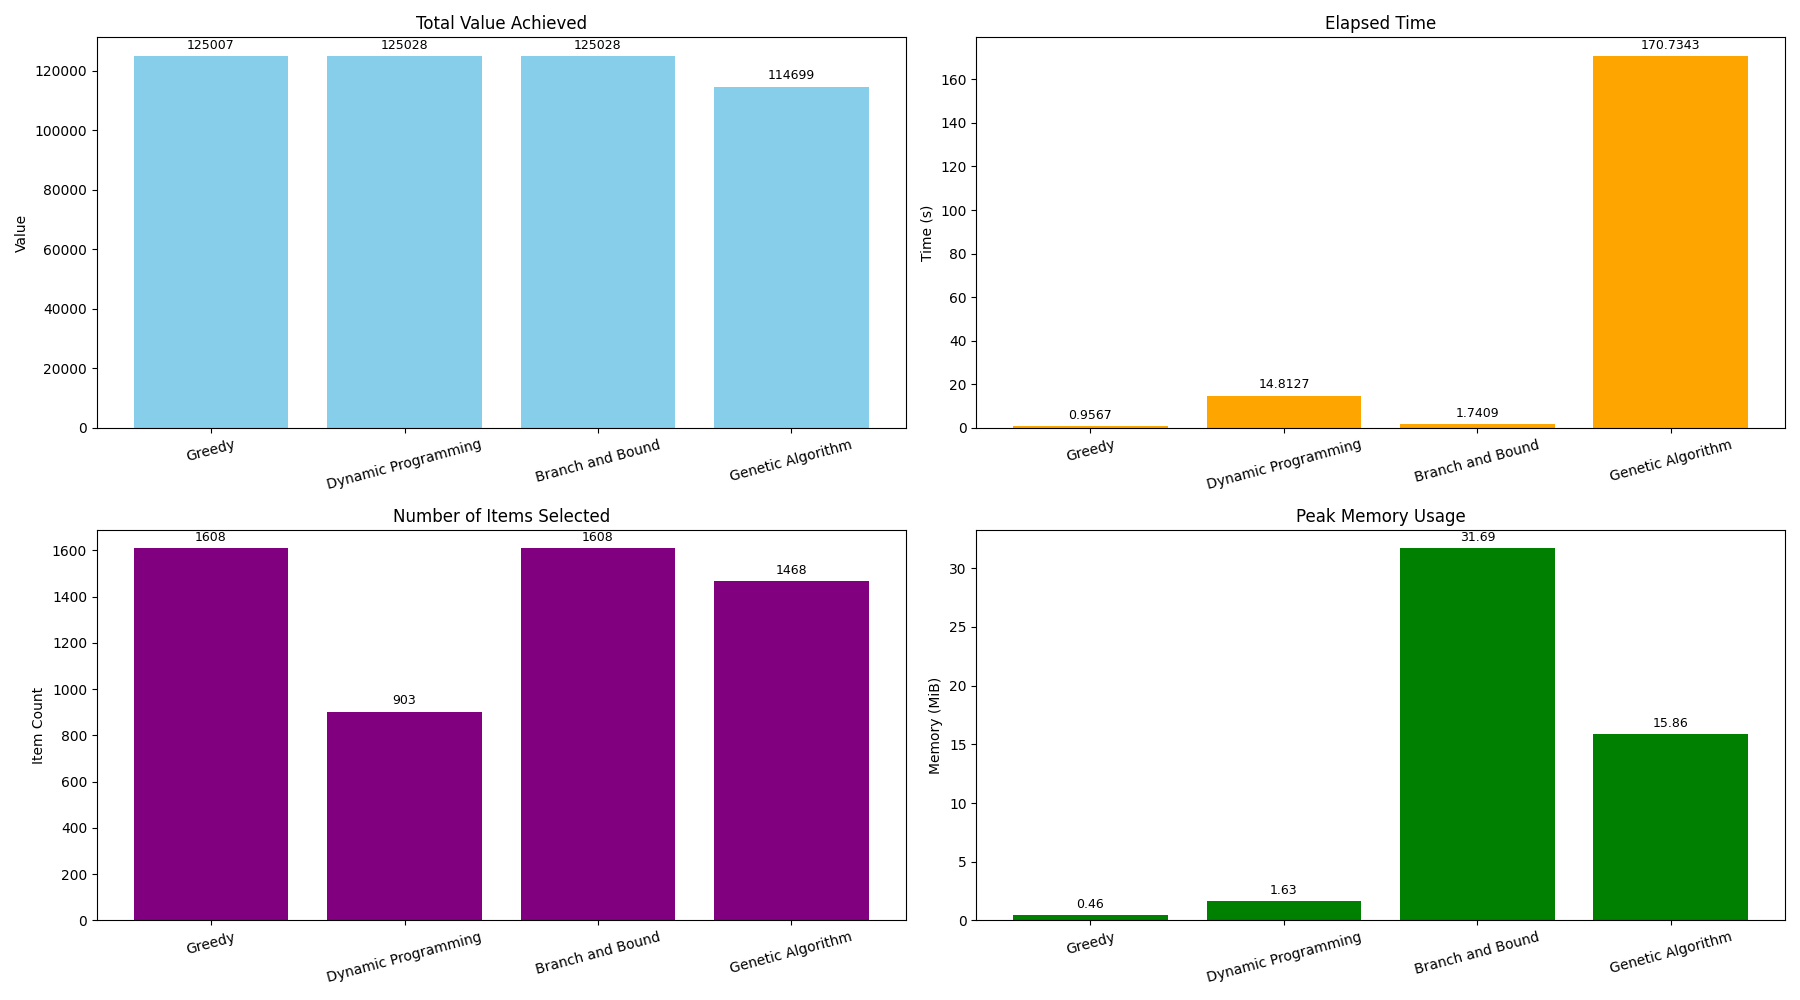 Total Value Achieved
Value
120000
100000
80000
60000
40000
20000
0
125007
125028
125028
114699
Greedy
Dynamic Programming
Branch and Bound
Genetic Algorithm
Elapsed Time
Time (s)
160
140
120
100
80
60
40
20
0
0.9567
14.8127
1.7409
170.7343
Greedy
Dynamic Programming
Branch and Bound
Genetic Algorithm
Number of Items Selected
Item Count
1600
1400
1200
1000
800
600
400
200
0
1608
903
1608
1468
Greedy
Dynamic Programming
Branch and Bound
Genetic Algorithm
Peak Memory Usage
Memory (MiB)
30
25
20
15
10
5
0
0.46
1.63
31.69
15.86
Greedy
Dynamic Programming
Branch and Bound
Genetic Algorithm